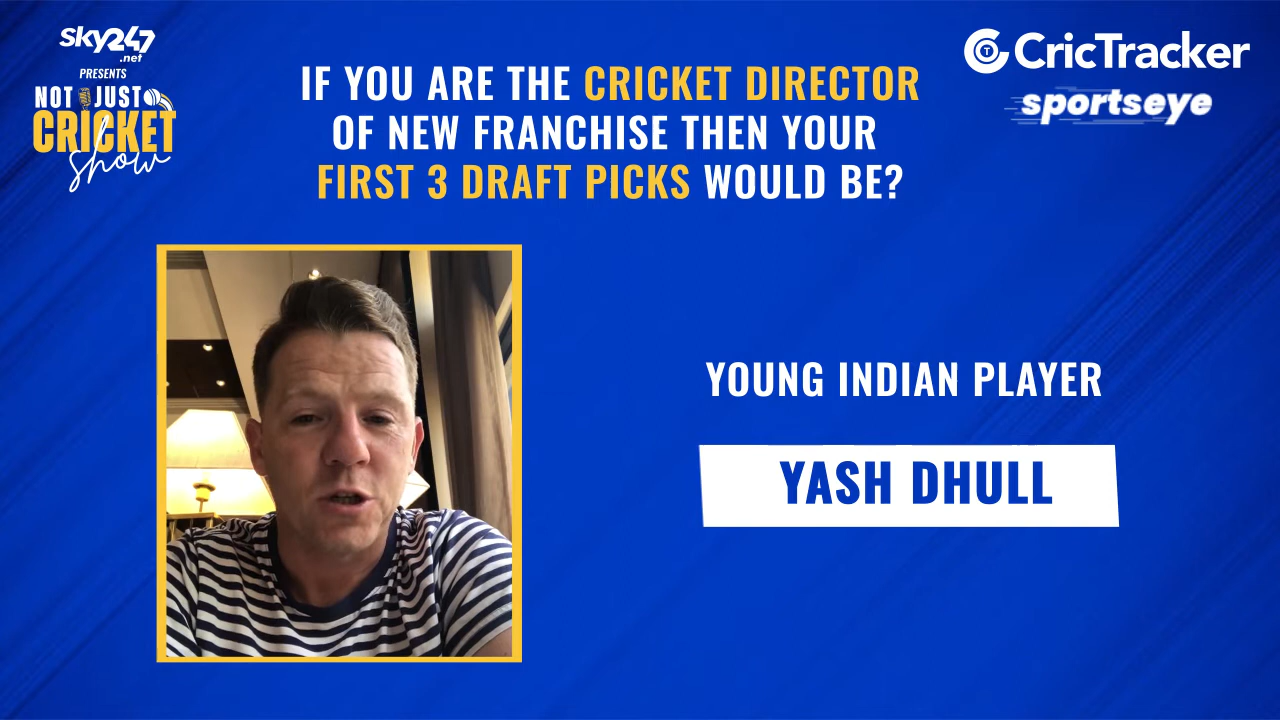 sky247
.net
PRESENTS
NOT JUST
CRICKET
Show
IF YOU ARE THE CRICKET DIRECTOR
OF NEW FRANCHISE THEN YOUR
FIRST 3 DRAFT PICKS WOULD BE?
CricTracker
sportseye
YOUNG INDIAN PLAYER
YASH DHULL